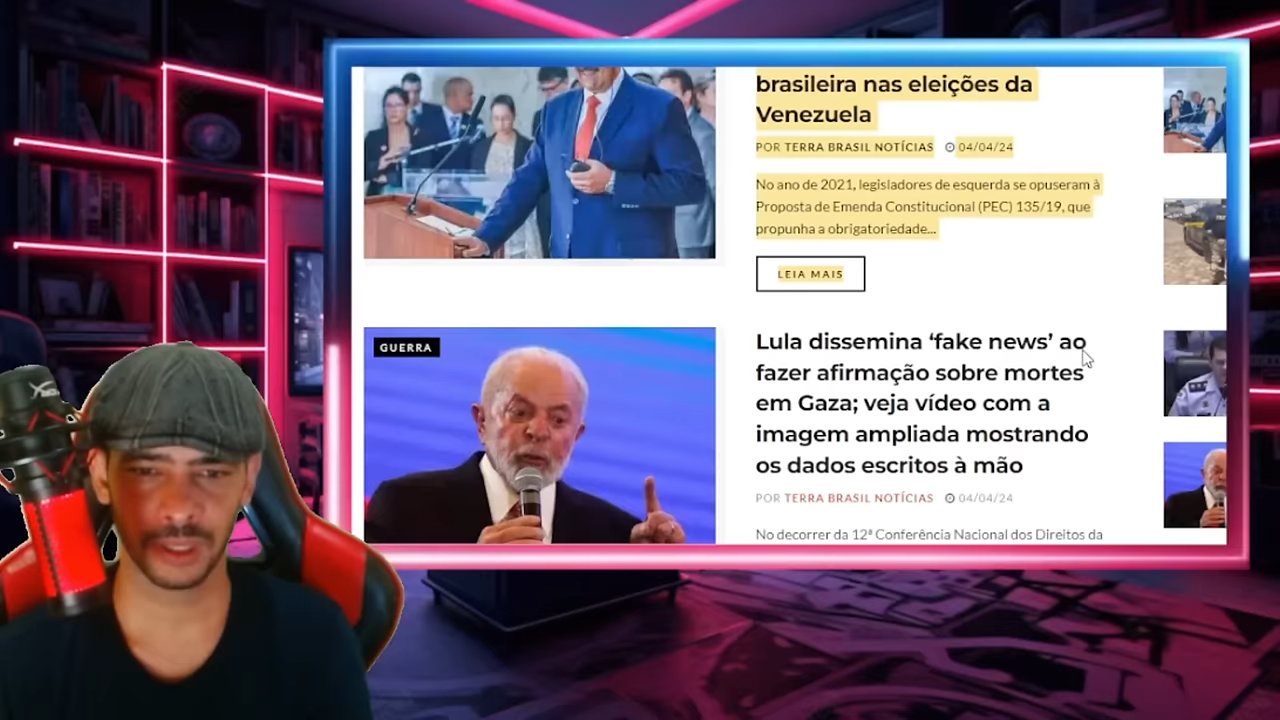 brasileira nas eleições da
Venezuela
POR TERRA BRASIL NOTÍCIAS 04/04/24
No ano de 2021, legisladores de esquerda se opuseram à
Proposta de Emenda Constitucional (PEC) 135/19, que
propunha a obrigatoriedade...
LEIA MAIS
GUERRA
Lula dissemina ‘fake news’ ao
fazer afirmação sobre mortes
em Gaza; veja vídeo com a
imagem ampliada mostrando
os dados escritos à mão
POR TERRA BRASIL NOTÍCIAS 04/04/24
No decorrer da 12ª Conferência Nacional dos Direitos da